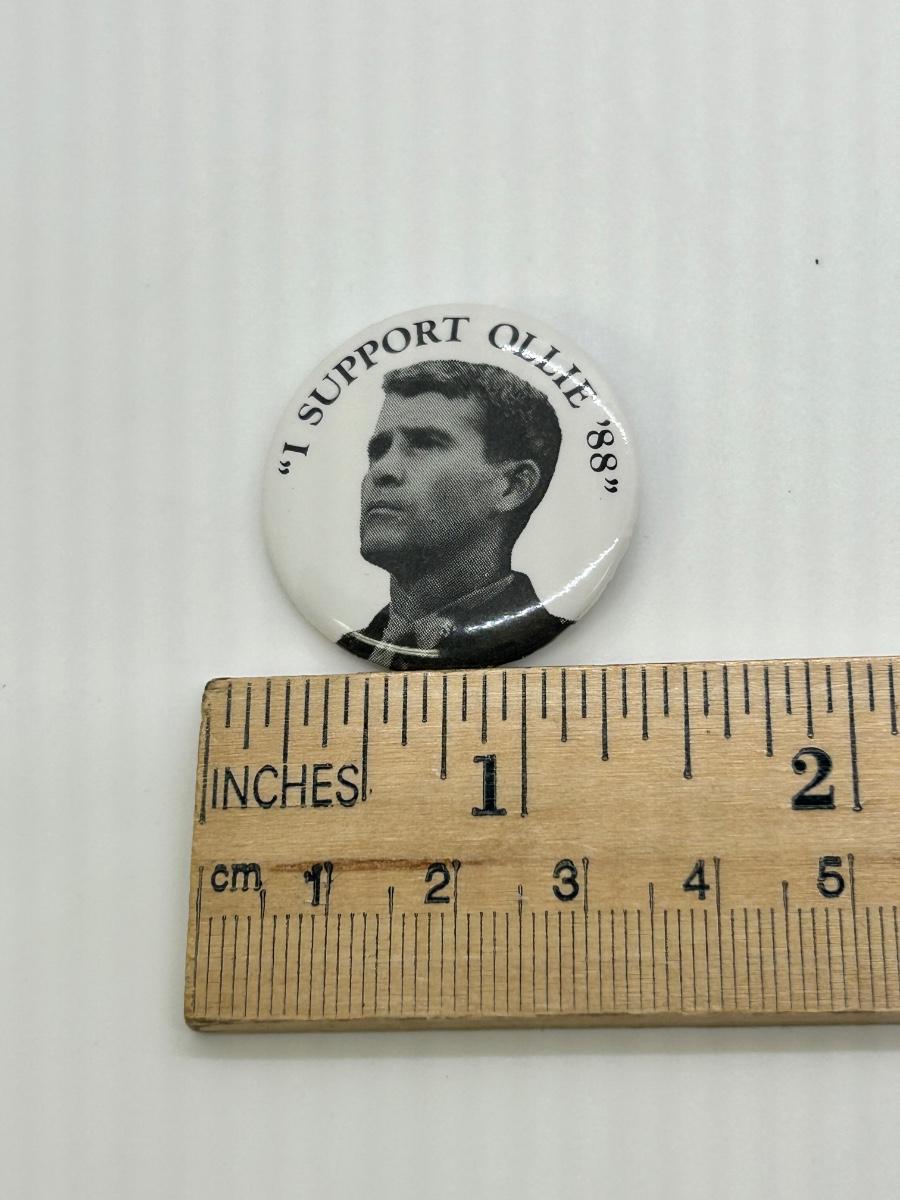 “I SUPPORT OLLIE ’88”
1 2
INCHES
cm 1 2 3 4 5